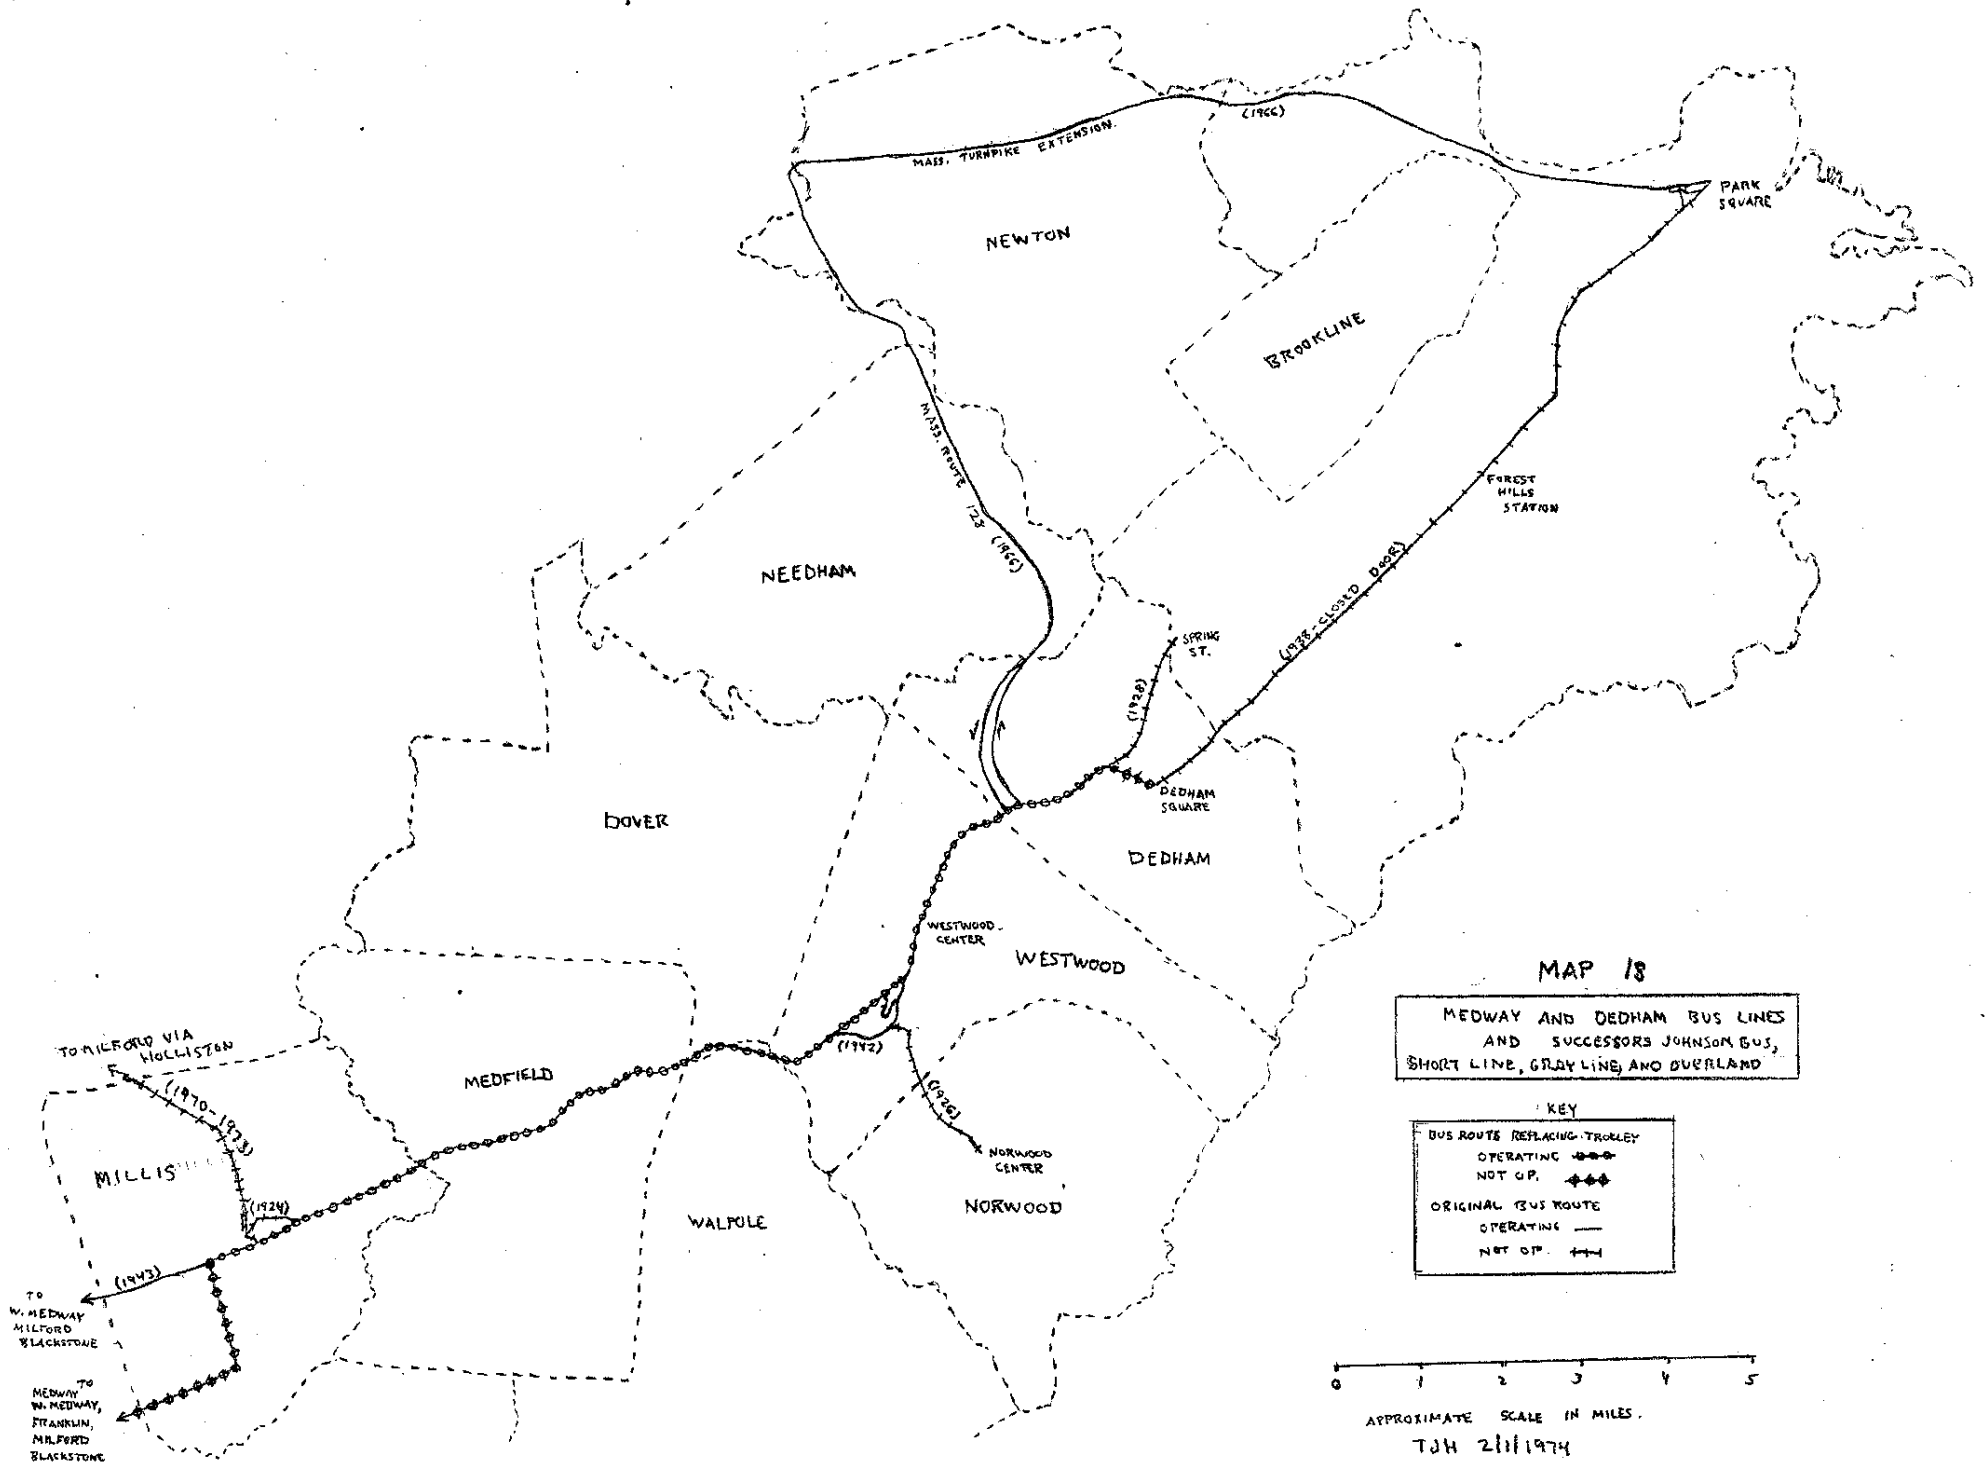 (1966)
MASS. TURNPIKE EXTENSION.
PARK
SQUARE
NEWTON
BROOKLINE
MASS. ROUTE 128 (1966)
FOREST
HILLS
STATION
NEEDHAM
(1938-CLOSED DOOR)
SPRING
ST.
(1928)
DEDHAM
SQUARE
DOVER
DEDHAM
WESTWOOD
CENTER
WESTWOOD
MAP 18
MEDWAY AND DEDHAM BUS LINES
AND SUCCESSORS JOHNSON BUS,
SHORT LINE, GRAY LINE, AND OVERLAND
TO MILFORD VIA
HOLLISTON
(1942)
MEDFIELD
(1970-1973)
(1926)
NORWOOD
CENTER
KEY
BUS ROUTE REPLACING TROLLEY
OPERATING
NOT OP.
ORIGINAL BUS ROUTE
OPERATING
NOT OP.
MILLIS
(1924)
WALPOLE
NORWOOD
(1943)
TO
W. MEDWAY
MILFORD
BLACKSTONE
TO
MEDWAY
W. MEDWAY,
FRANKLIN,
MILFORD
BLACKSTONE
0 1 2 3 4 5
APPROXIMATE SCALE IN MILES.
TJH 2/1/1974